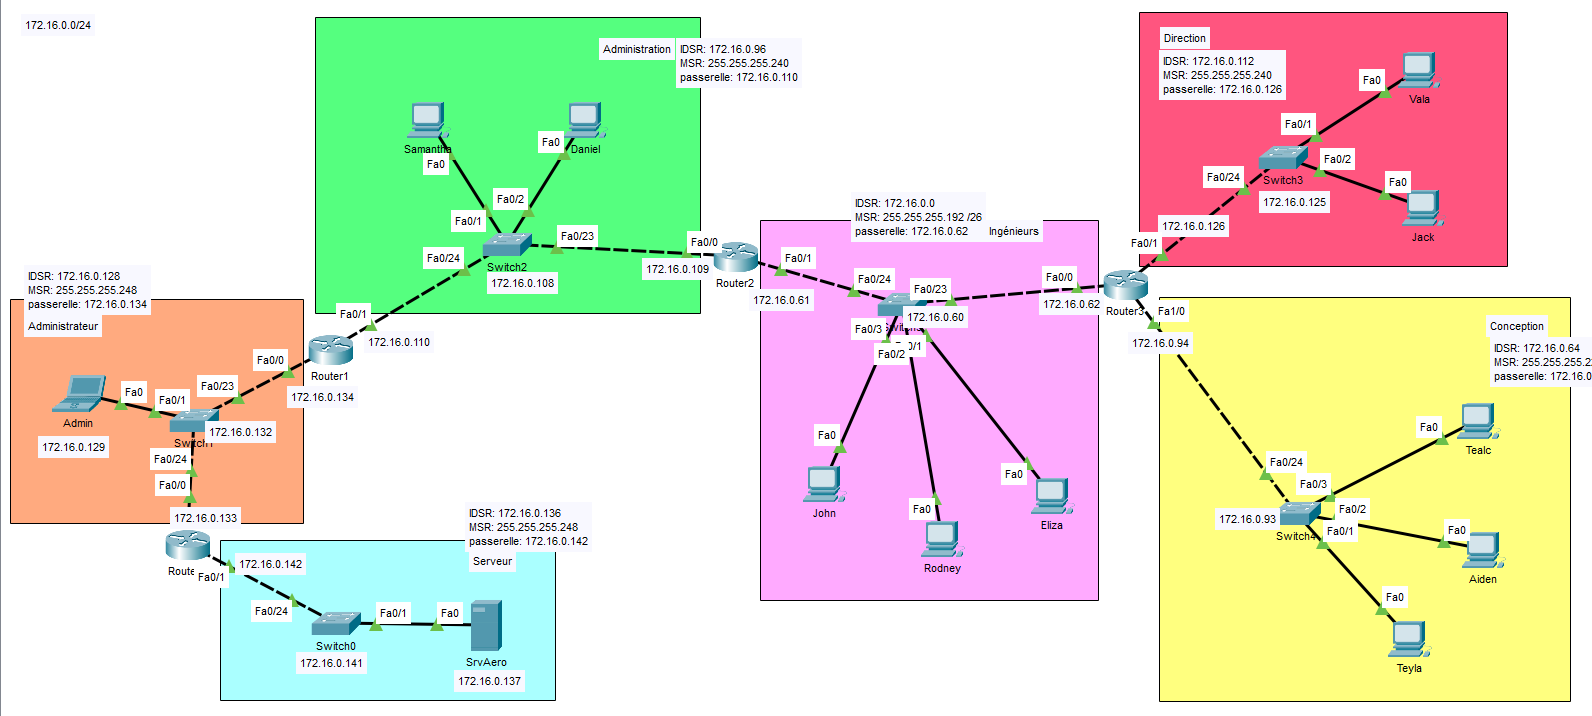 172.16.0.0/24
Administration
IDSR: 172.16.0.96
MSR: 255.255.255.240
passerelle: 172.16.0.110
Samantha
Fa0
Fa0
Daniel
Fa0/2
Fa0/1
Fa0/24
Fa0/23
Switch2
172.16.0.108
Fa0/0
172.16.0.109
Router2
Fa0/1
172.16.0.61
Direction
IDSR: 172.16.0.112
MSR: 255.255.255.240
passerelle: 172.16.0.126
Fa0
Vala
Fa0/1
Fa0/2
Fa0/24
Switch3
172.16.0.125
Fa0
Jack
172.16.0.126
Fa0/1
IDSR: 172.16.0.0
MSR: 255.255.255.192 /26
passerelle: 172.16.0.62
Ingénieurs
Fa0/24
Fa0/23
172.16.0.60
Fa0/3
Fa0/2
Fa0/0
172.16.0.62
Router3
Fa1/0
172.16.0.94
Fa0
John
Fa0
Rodney
Fa0
Eliza
IDSR: 172.16.0.128
MSR: 255.255.255.248
passerelle: 172.16.0.134
Administrateur
Fa0/1
172.16.0.110
Router1
Fa0/0
172.16.0.134
Fa0/23
Fa0
Fa0/1
Admin
172.16.0.129
172.16.0.132
Fa0/24
Fa0/0
172.16.0.133
Fa0/1
172.16.0.142
IDSR: 172.16.0.136
MSR: 255.255.255.248
passerelle: 172.16.0.142
Serveur
Fa0/24
Fa0/1
Fa0
Switch0
172.16.0.141
SrvAero
172.16.0.137
Conception
IDSR: 172.16.0.64
MSR: 255.255.255.2
passerelle: 172.16.0
Fa0
Tealc
Fa0/24
Fa0/3
Fa0/2
Fa0/1
172.16.0.93
Switch4
Fa0
Aiden
Fa0
Teyla